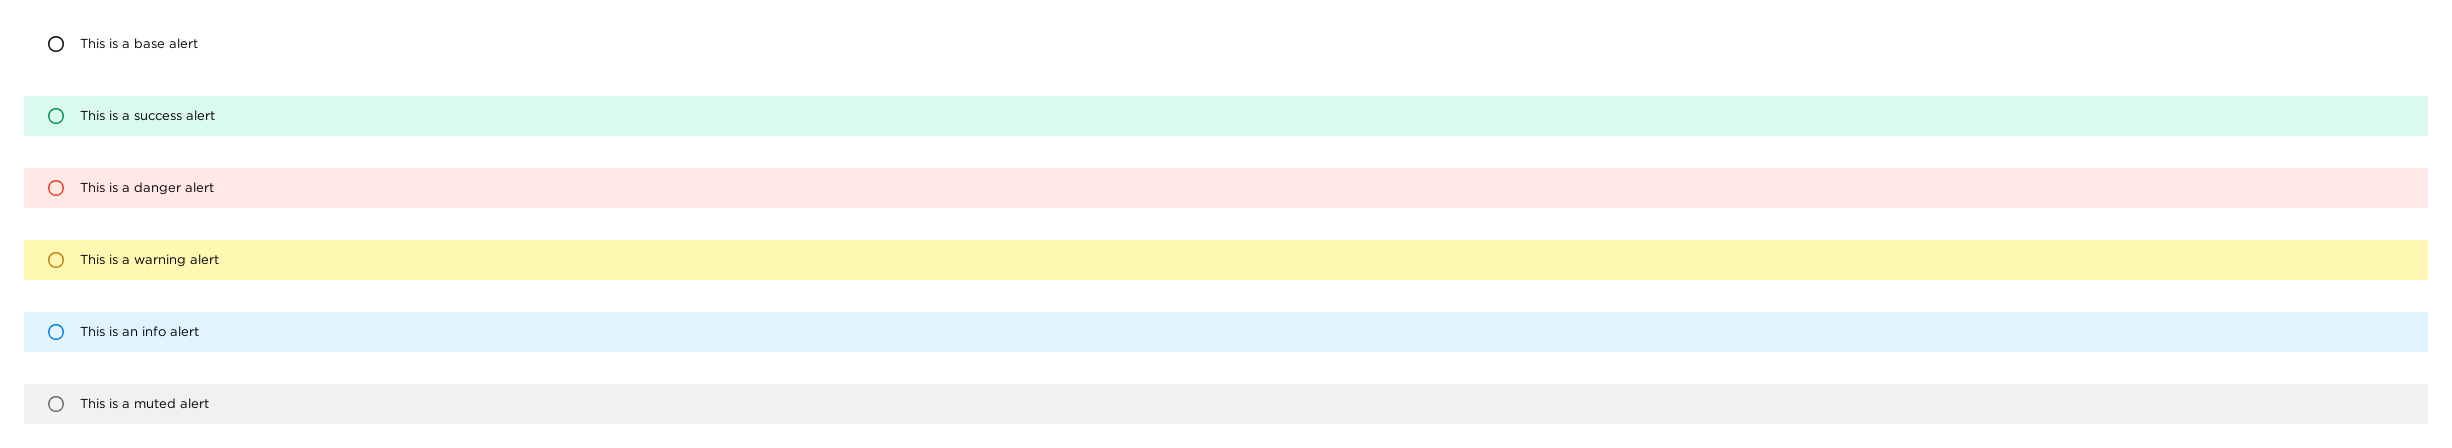 This is a base alert
This is a success alert
This is a danger alert
This is a warning alert
This is an info alert
This is a muted alert